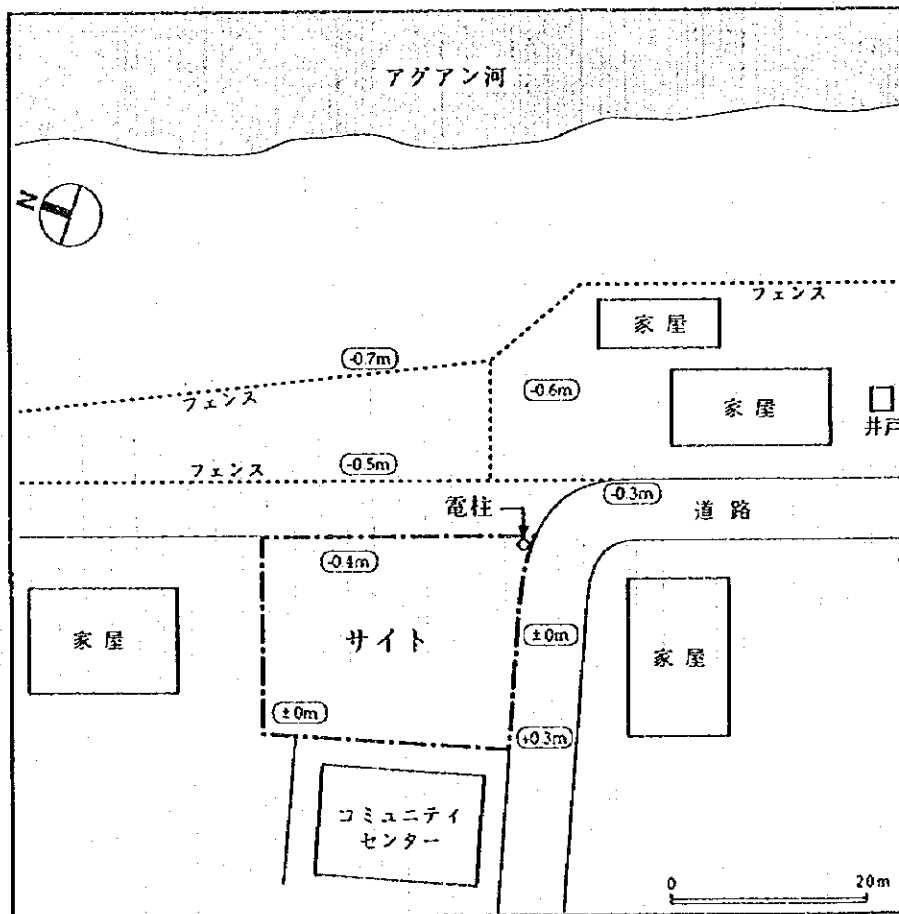 アグアン河
N
フェンス
家屋
-0.7m
-0.6m
フェンス
家屋
井戸
フェンス
-0.5m
-0.3m
電柱
道路
-0.4m
家屋
サイト
±0m
家屋
±0m
+0.3m
コミュニティ
センター
0 20m